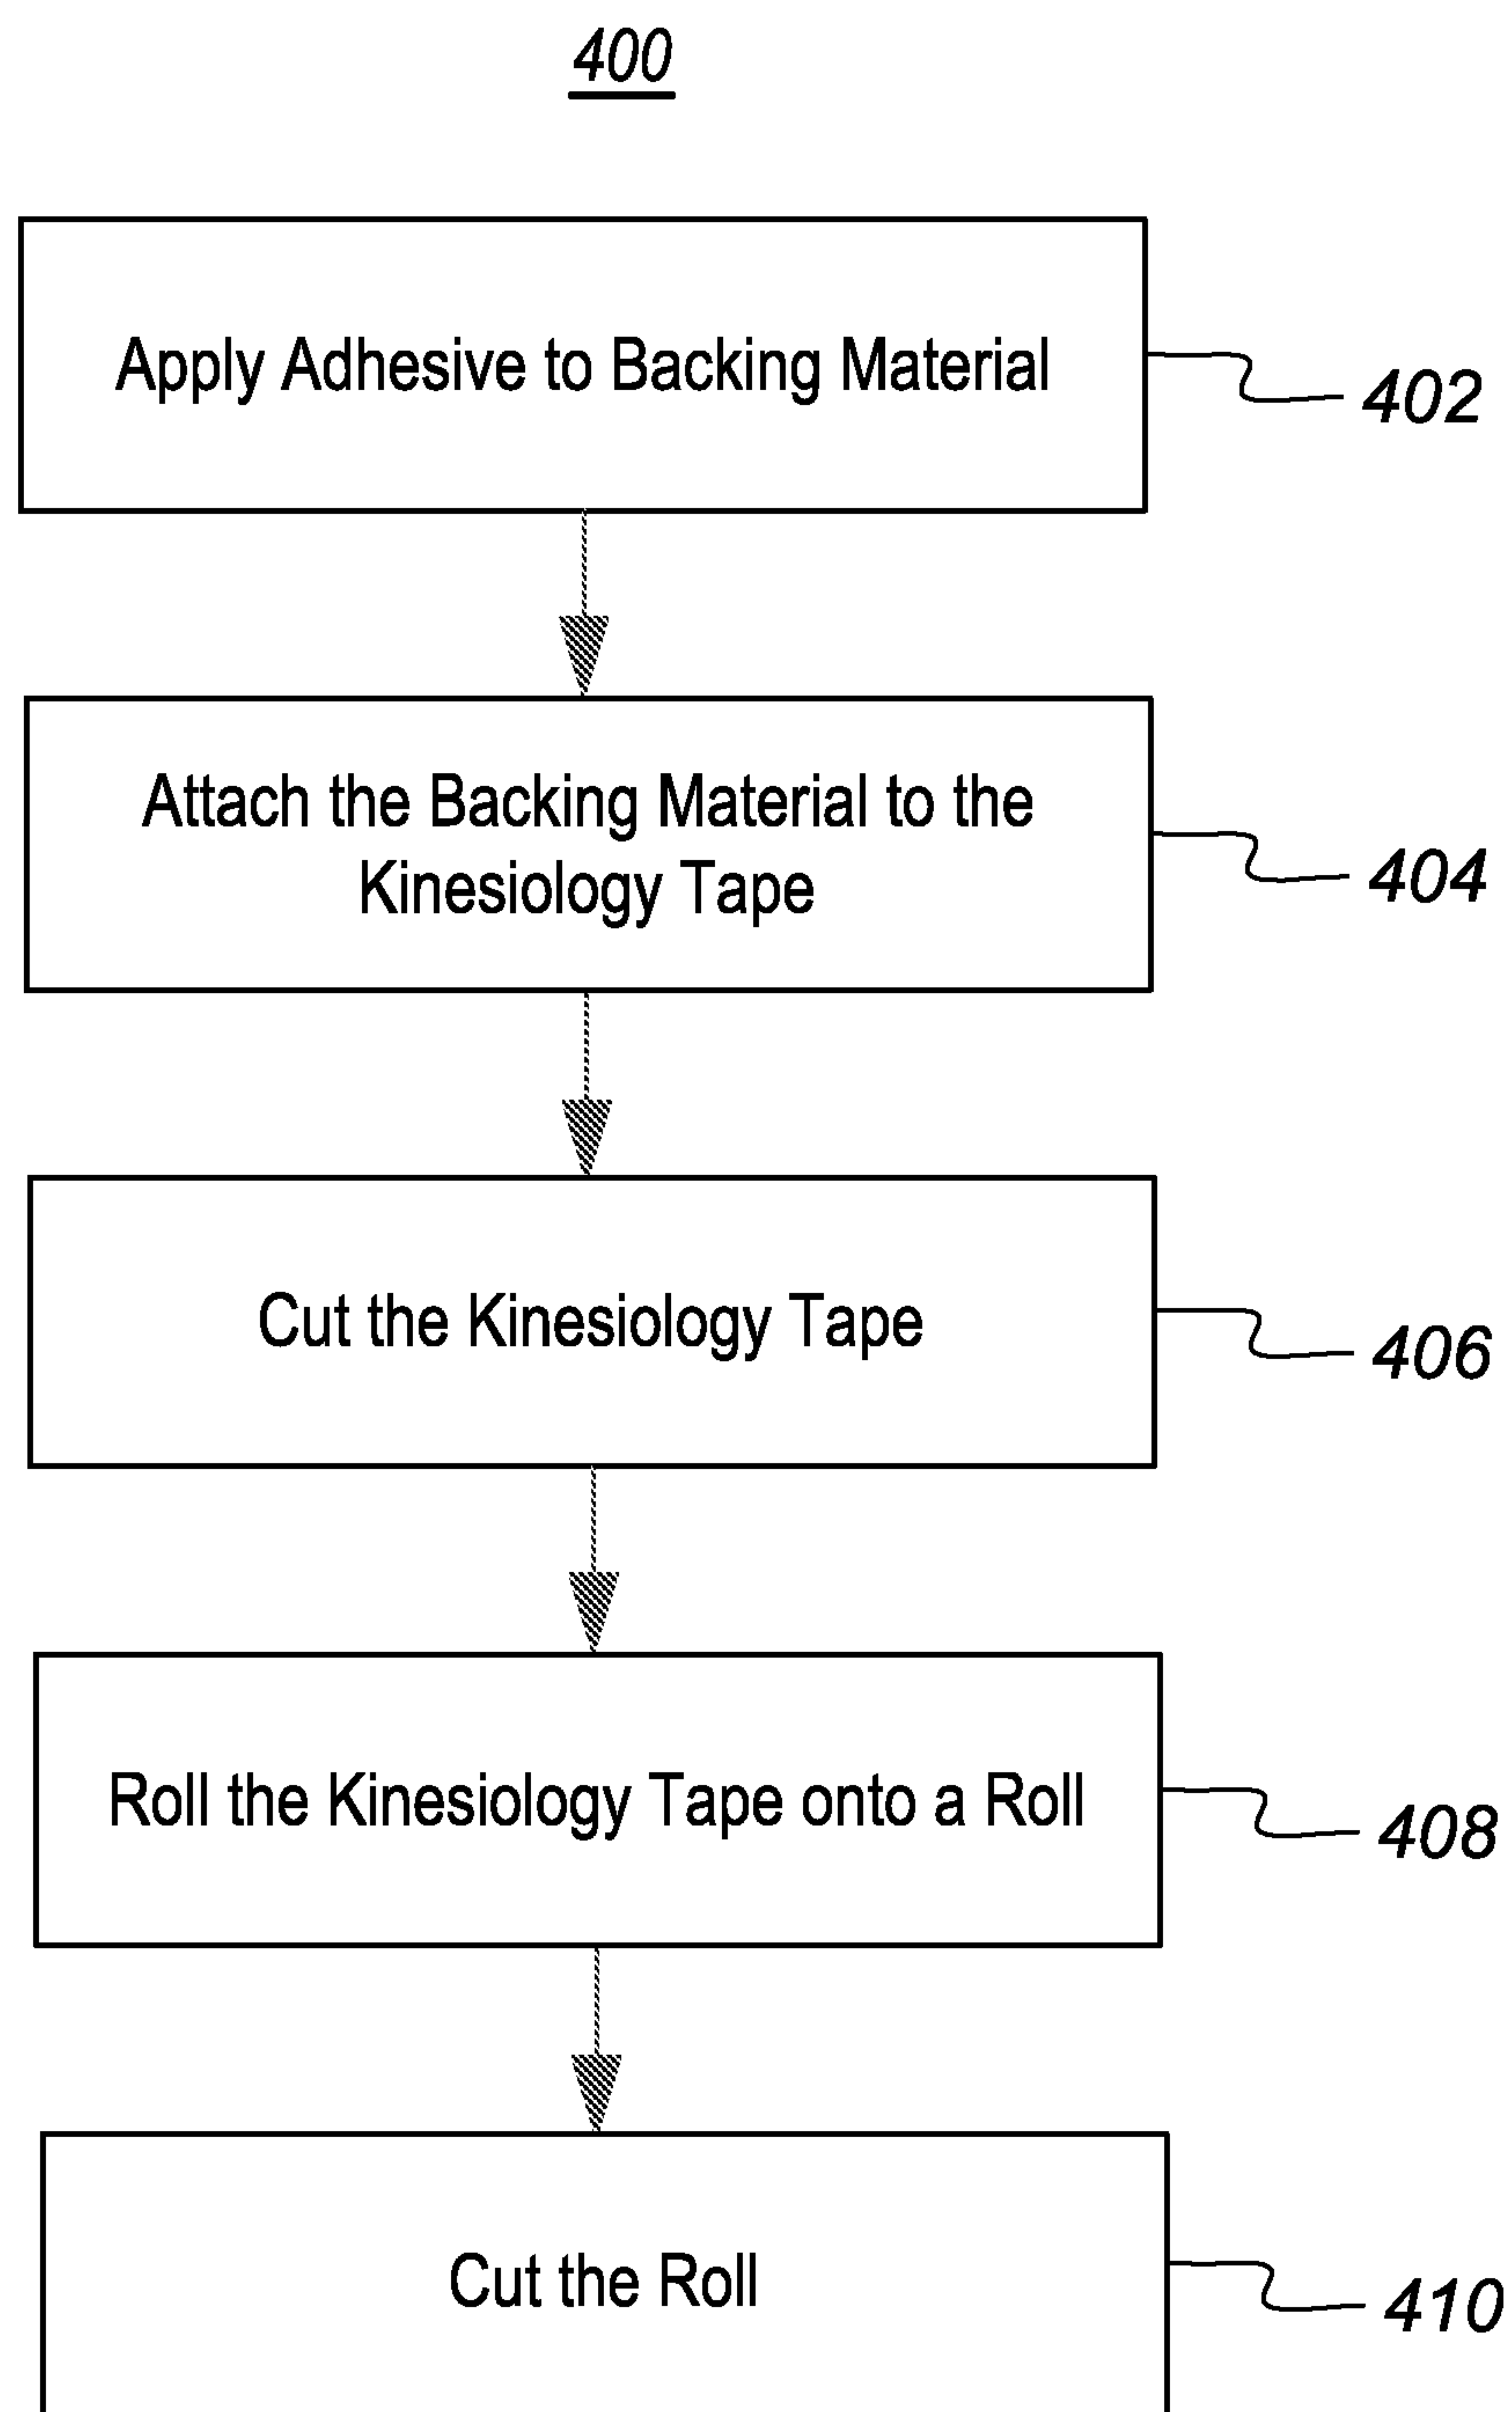 400
Apply Adhesive to Backing Material
402
Attach the Backing Material to the
Kinesiology Tape
404
Cut the Kinesiology Tape
406
Roll the Kinesiology Tape onto a Roll
408
Cut the Roll
410